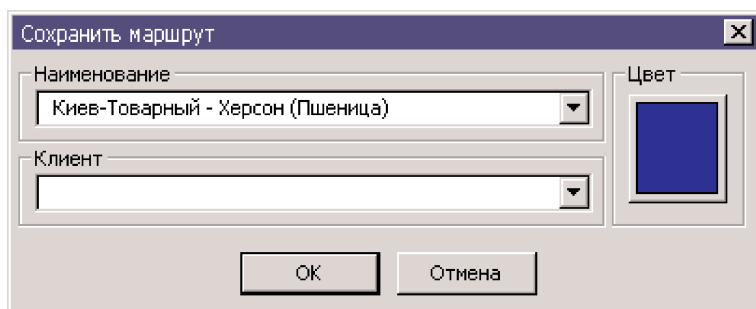 Сохранить маршрут
Наименование
Цвет
Киев-Товарный - Херсон (Пшеница)
Клиент
OK
Отмена